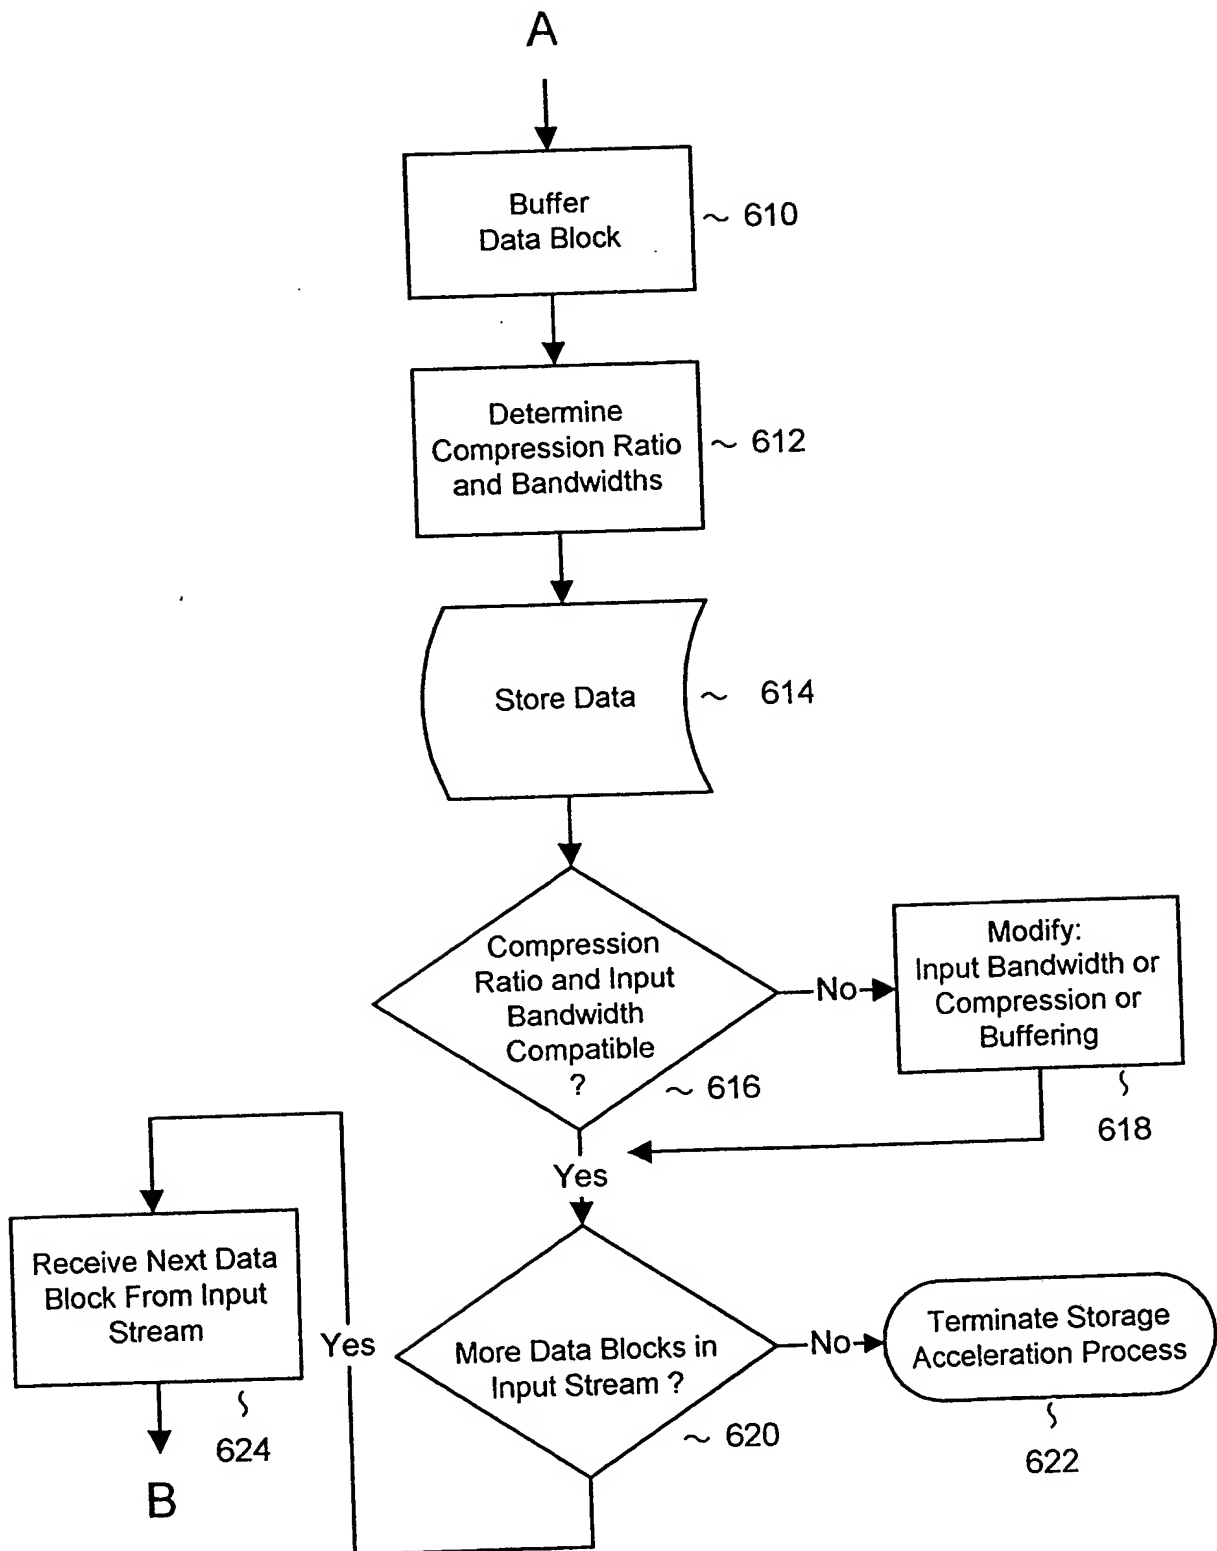 A
Buffer
Data Block
~ 610
Determine
Compression Ratio
and Bandwidths
~ 612
Store Data
~ 614
Compression
Ratio and Input
Bandwidth
Compatible
?
~ 616
No
Modify:
Input Bandwidth or
Compression or
Buffering
618
Yes
Receive Next Data
Block From Input
Stream
624
B
Yes
More Data Blocks in
Input Stream ?
~ 620
No
Terminate Storage
Acceleration Process
622